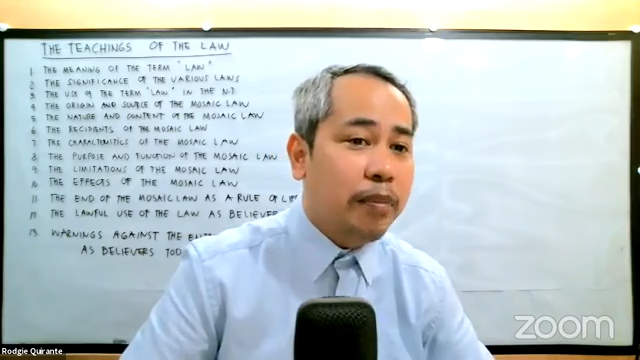 THE TEACHINGS OF THE LAW
1. THE MEANING OF THE TERM "LAW"
2. THE SIGNIFICANCE OF THE VARIOUS LAWS
3. THE USE OF THE TERM "LAW" IN THE N.T.
4. THE ORIGIN AND SOURCE OF THE MOSAIC LAW
5. THE NATURE AND CONTENT OF THE MOSAIC LAW
6. THE RECIPIENTS OF THE MOSAIC LAW
7. THE CHARACTERISTICS OF THE MOSAIC LAW
8. THE PURPOSE AND FUNCTION OF THE MOSAIC LAW
9. THE LIMITATIONS OF THE MOSAIC LAW
10. THE EFFECTS OF THE MOSAIC LAW
11. THE END OF THE MOSAIC LAW AS A RULE OF
12. THE LAWFUL USE OF THE LAW AS
13. WARNINGS AGAINST THE
AS BELIEVERS
zoom
Rodgie Quirante